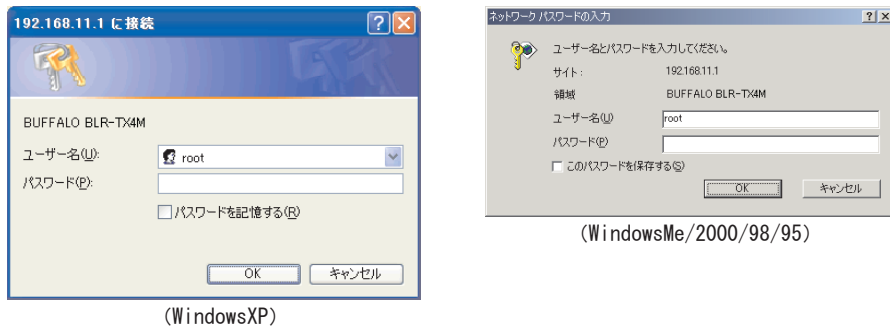 192.168.11.1 に接続
BUFFALO BLR-TX4M
ユーザー名(U):
root
パスワード(P):
パスワードを記憶する(R)
OK
キャンセル
(WindowsXP)
ネットワーク パスワードの入力
ユーザー名とパスワードを入力してください。
サイト:
192.168.11.1
領域
BUFFALO BLR-TX4M
ユーザー名(U)
root
パスワード(P)
このパスワードを保存する(S)
OK
キャンセル
(WindowsMe/2000/98/95)